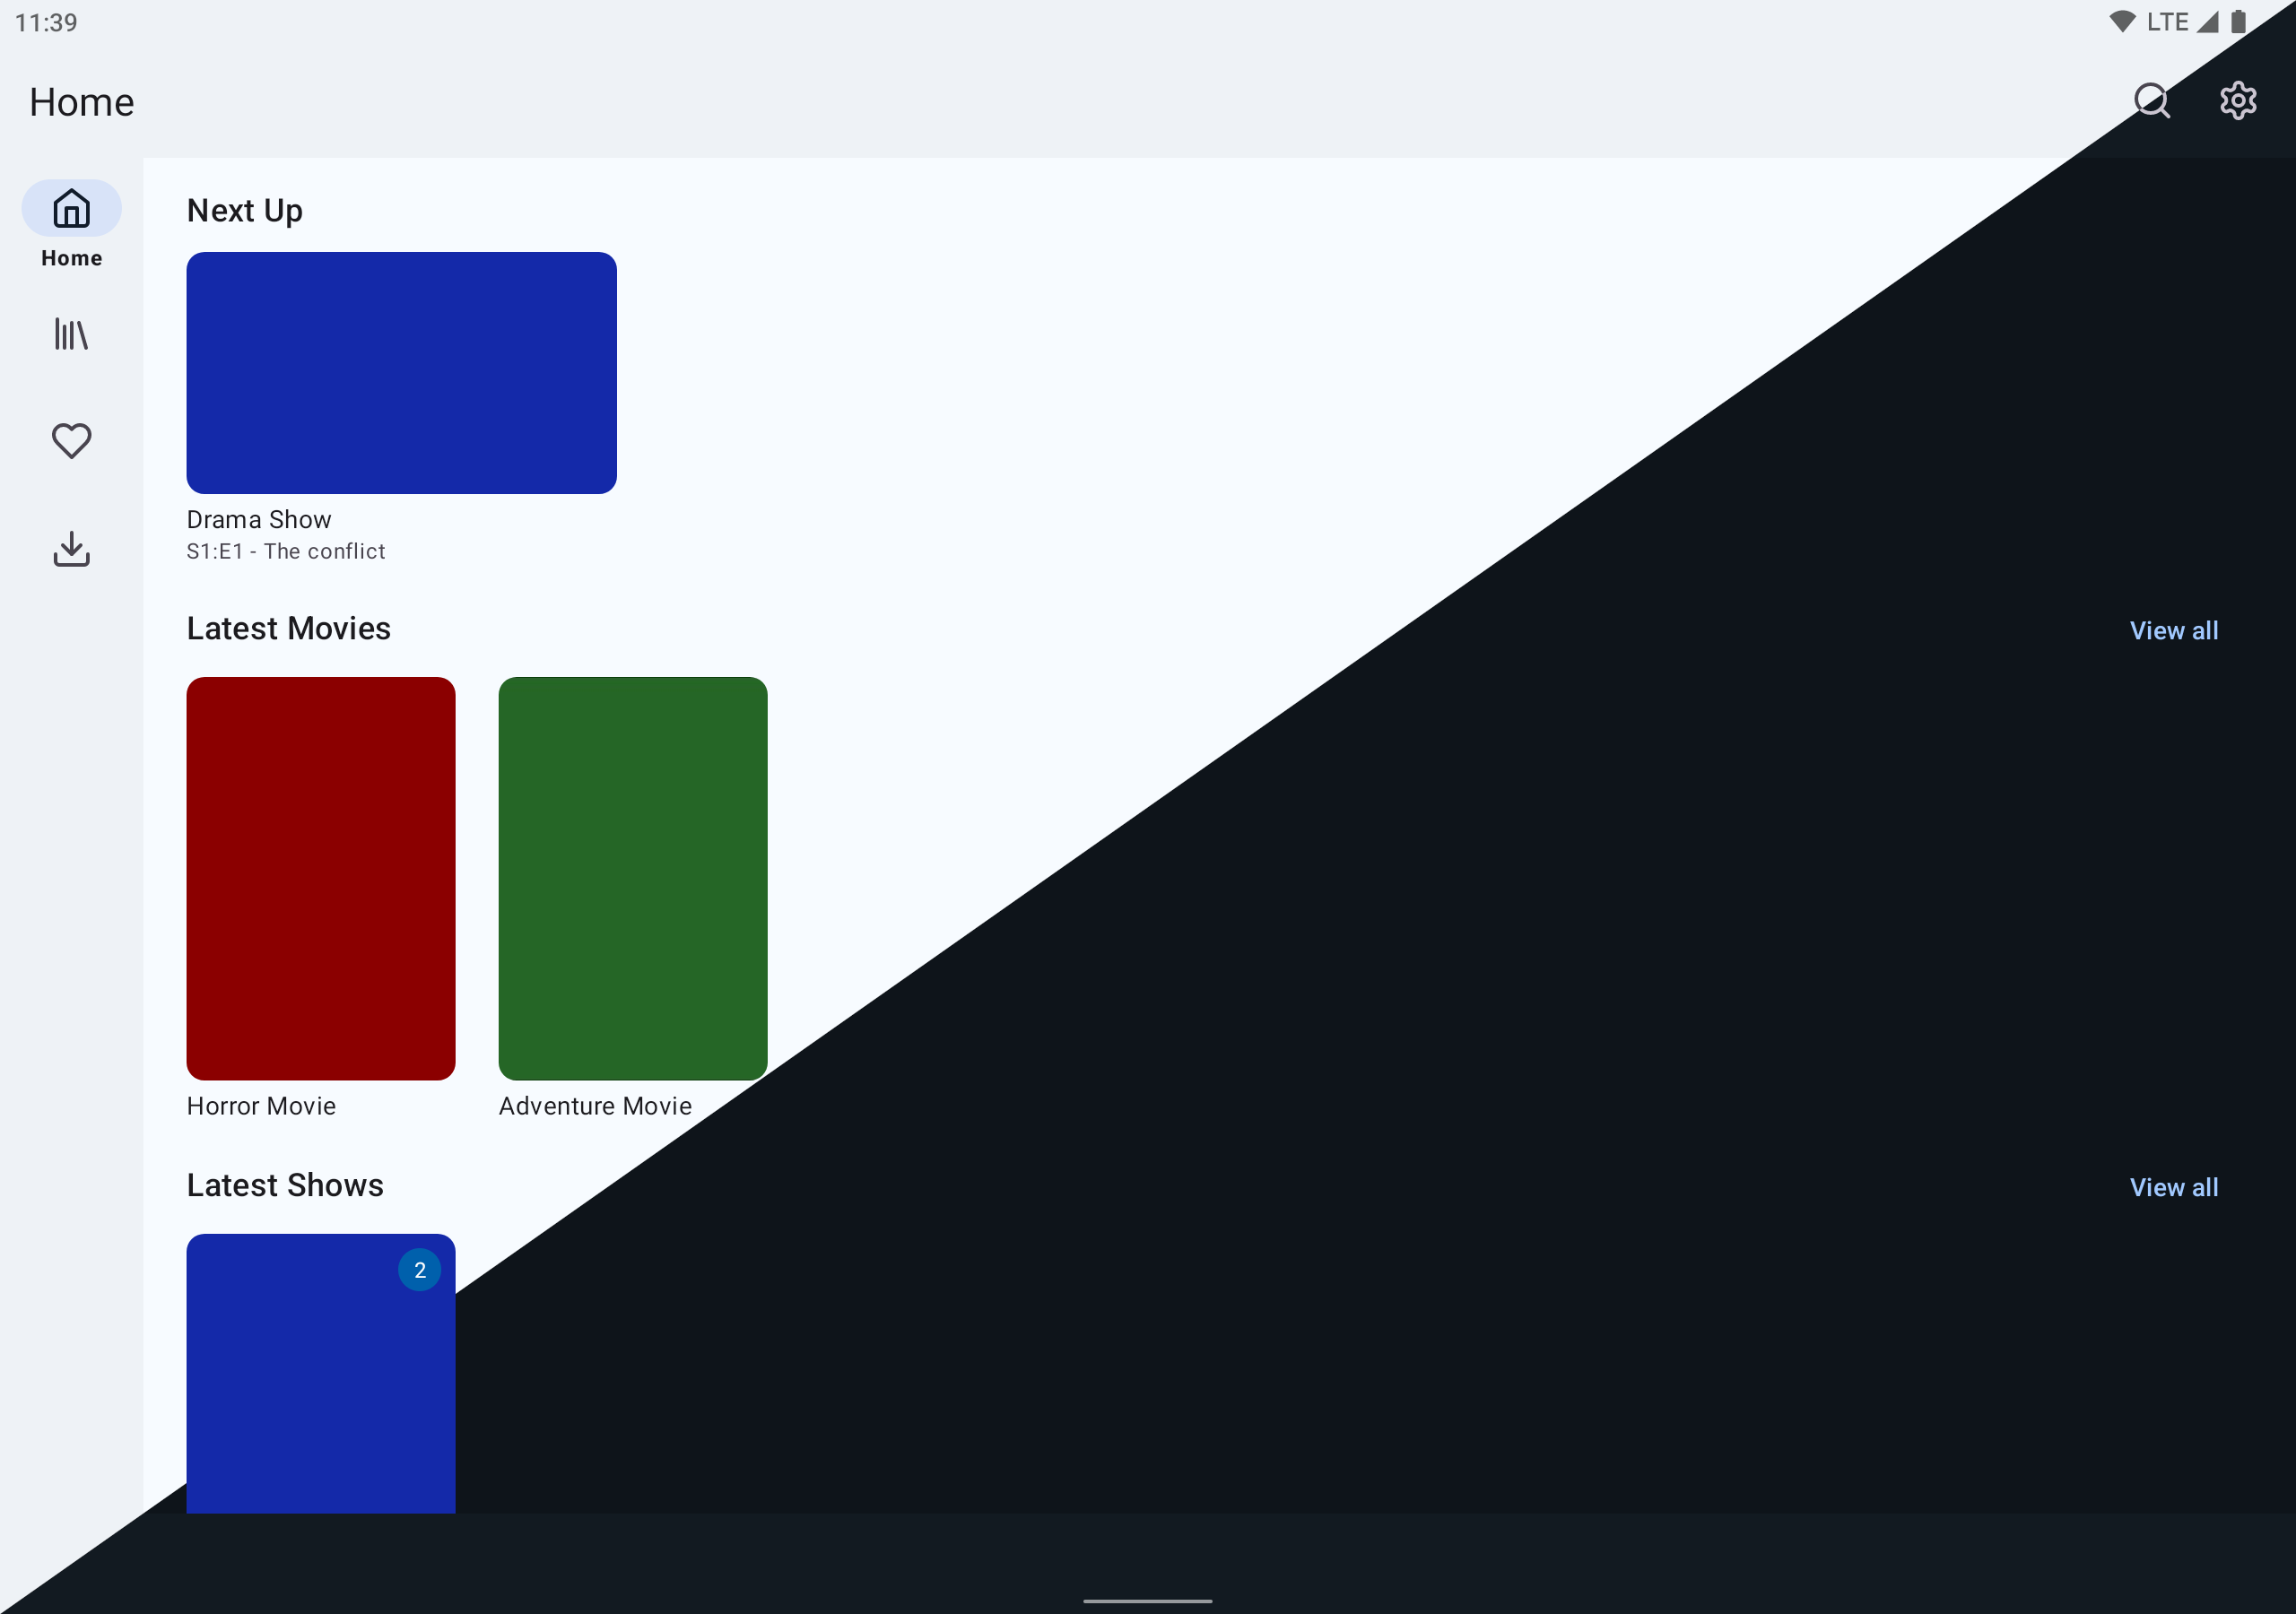 11:39
LTE
Home
Home
Next Up
Drama Show
S1:E1 - The conflict
Latest Movies
View all
Horror Movie
Adventure Movie
Latest Shows
View all
2